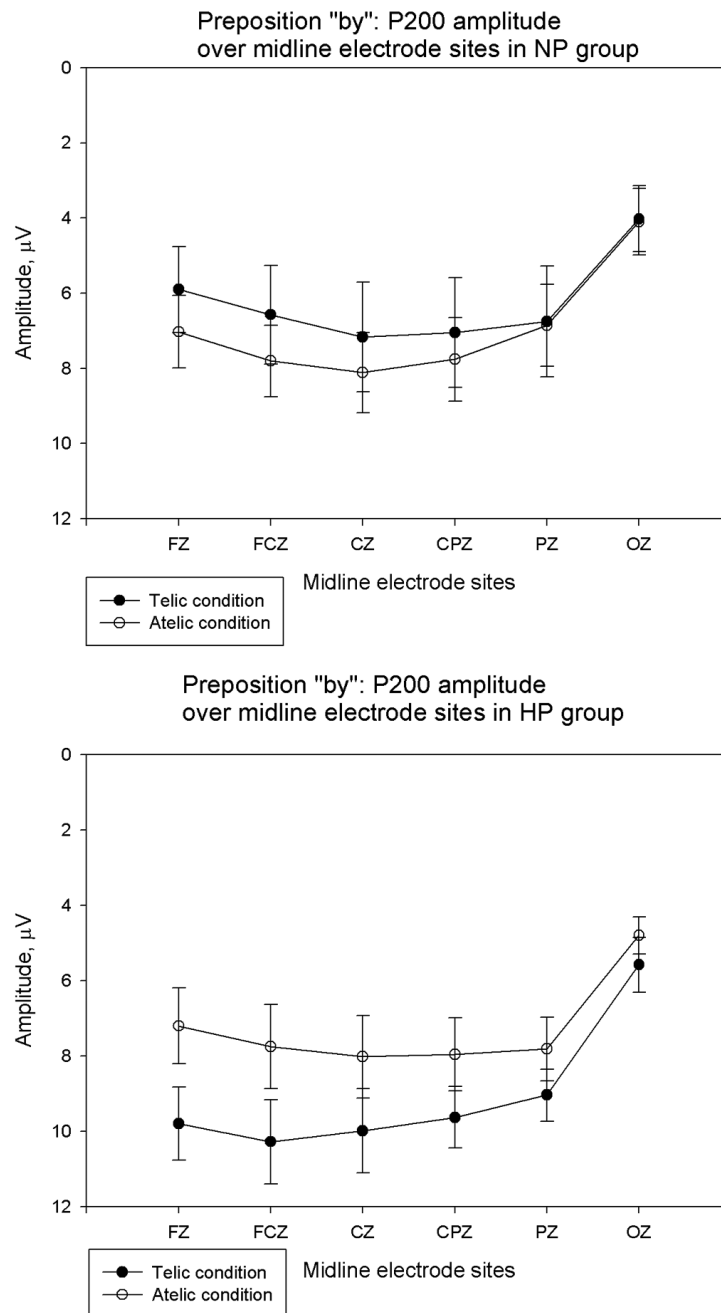 Preposition "by": P200 amplitude
over midline electrode sites in NP group
0
2
4
6
8
10
12
Amplitude, μV
FZ FCZ CZ CPZ PZ OZ
Midline electrode sites
Telic condition
Atelic condition
Preposition "by": P200 amplitude
over midline electrode sites in HP group
0
2
4
6
8
10
12
Amplitude, μV
FZ FCZ CZ CPZ PZ OZ
Midline electrode sites
Telic condition
Atelic condition